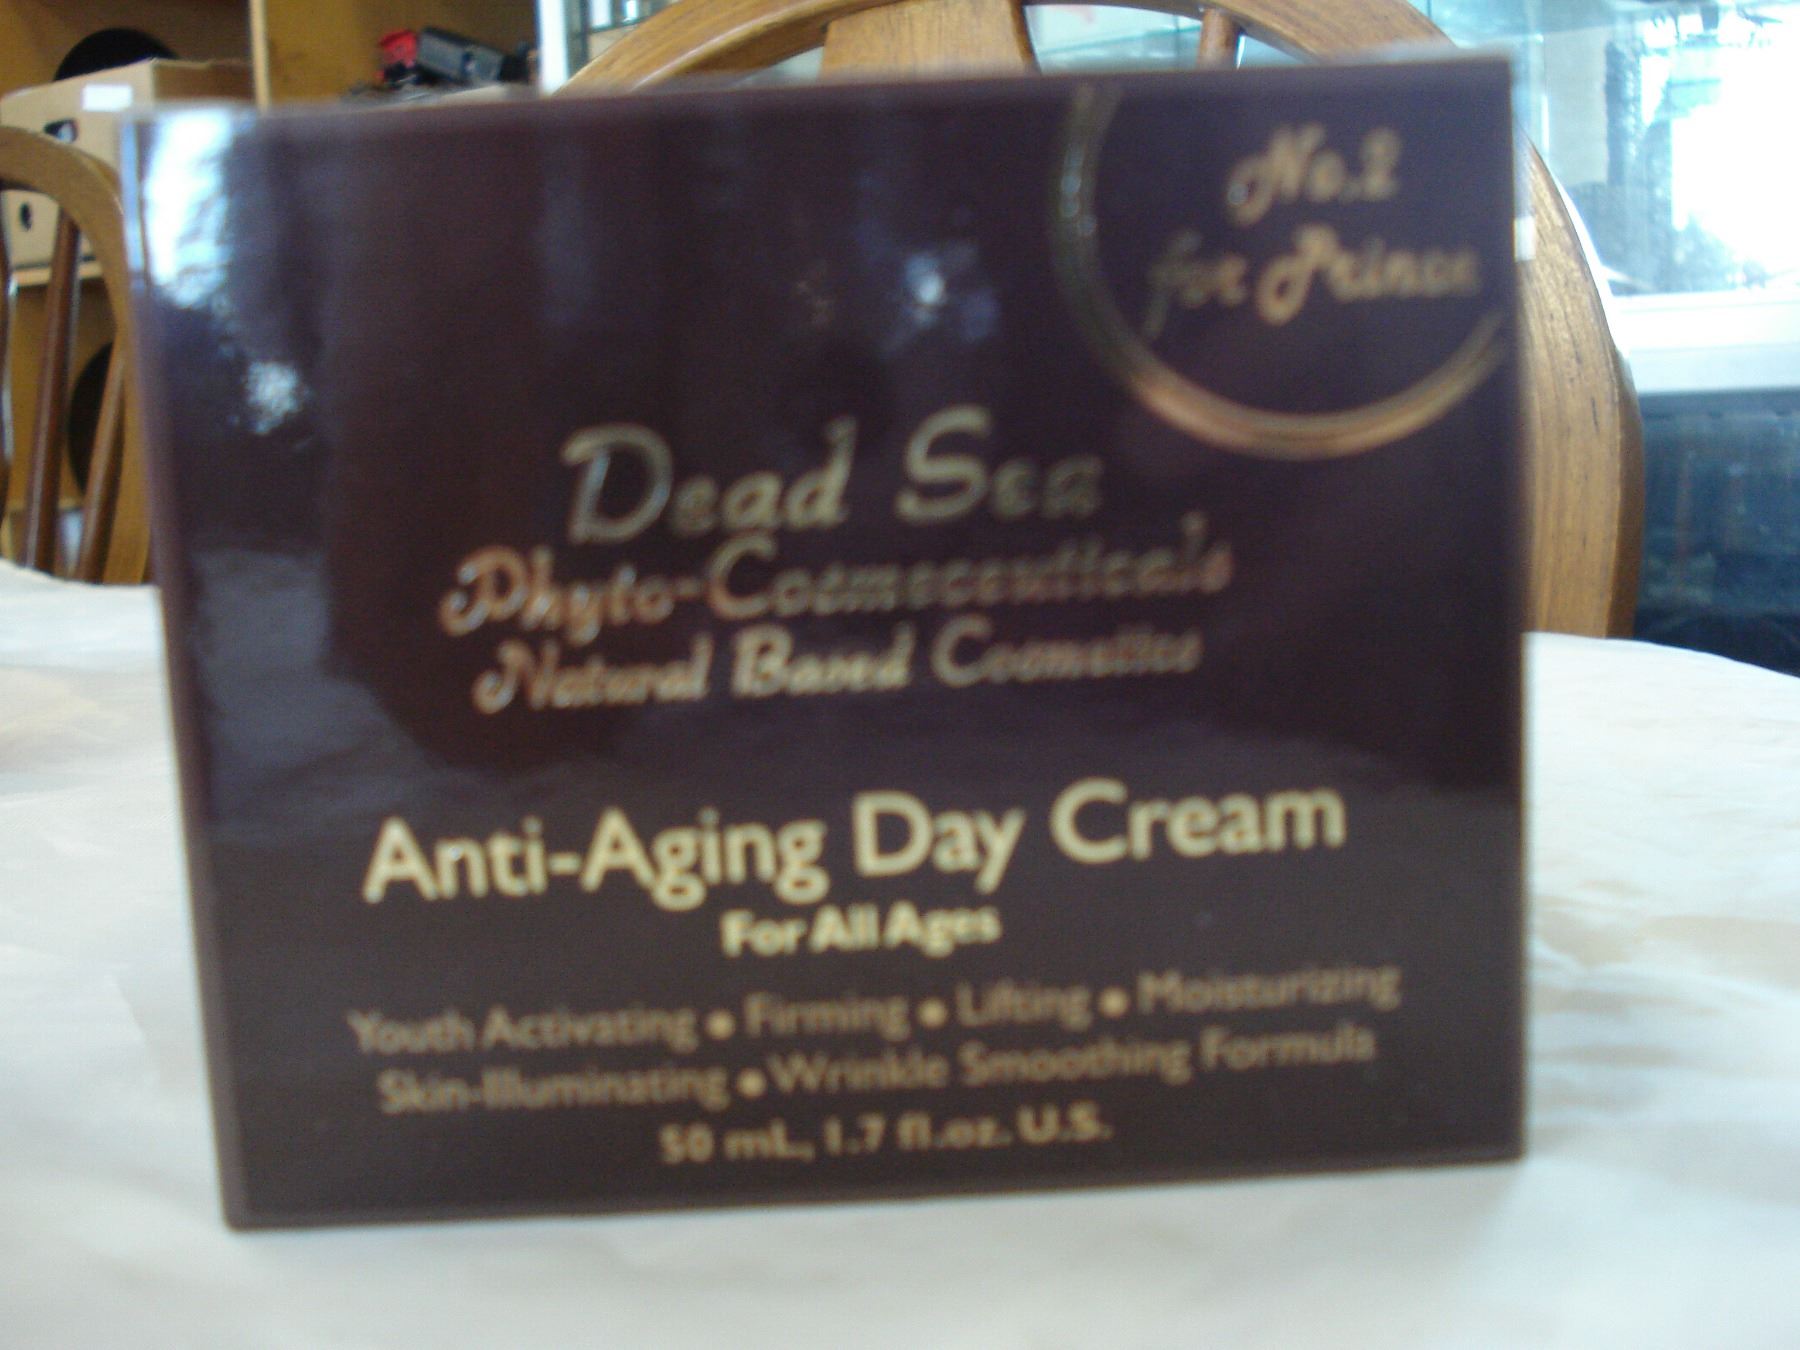 No.2
for Prince
Dead Sea
Phyto-Cosmeceuticals
Natural Based Cosmetics
Anti-Aging Day Cream
For All Ages
Youth Activating • Firming • Lifting • Moisturizing
Skin-Illuminating • Wrinkle Smoothing Formula
50 mL, 1.7 fl.oz. U.S.